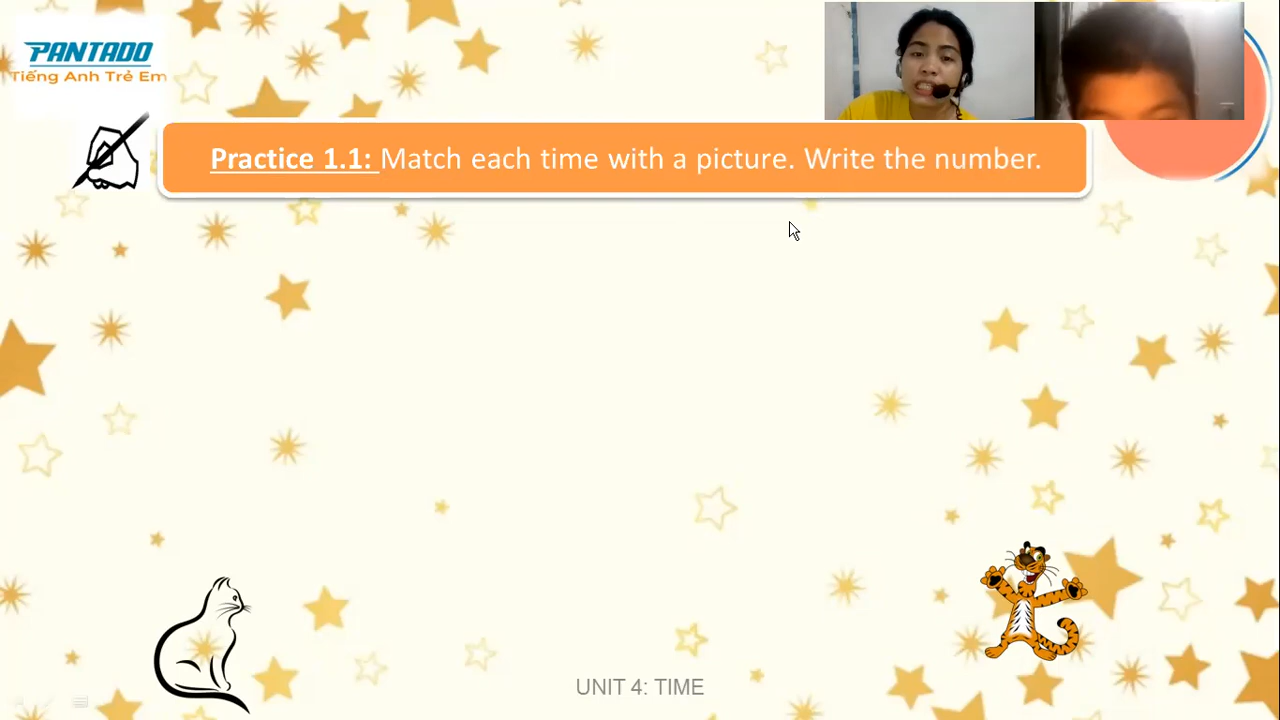 PANTADO
Tiếng Anh Trẻ Em
Practice 1.1: Match each time with a picture. Write the number.
UNIT 4: TIME